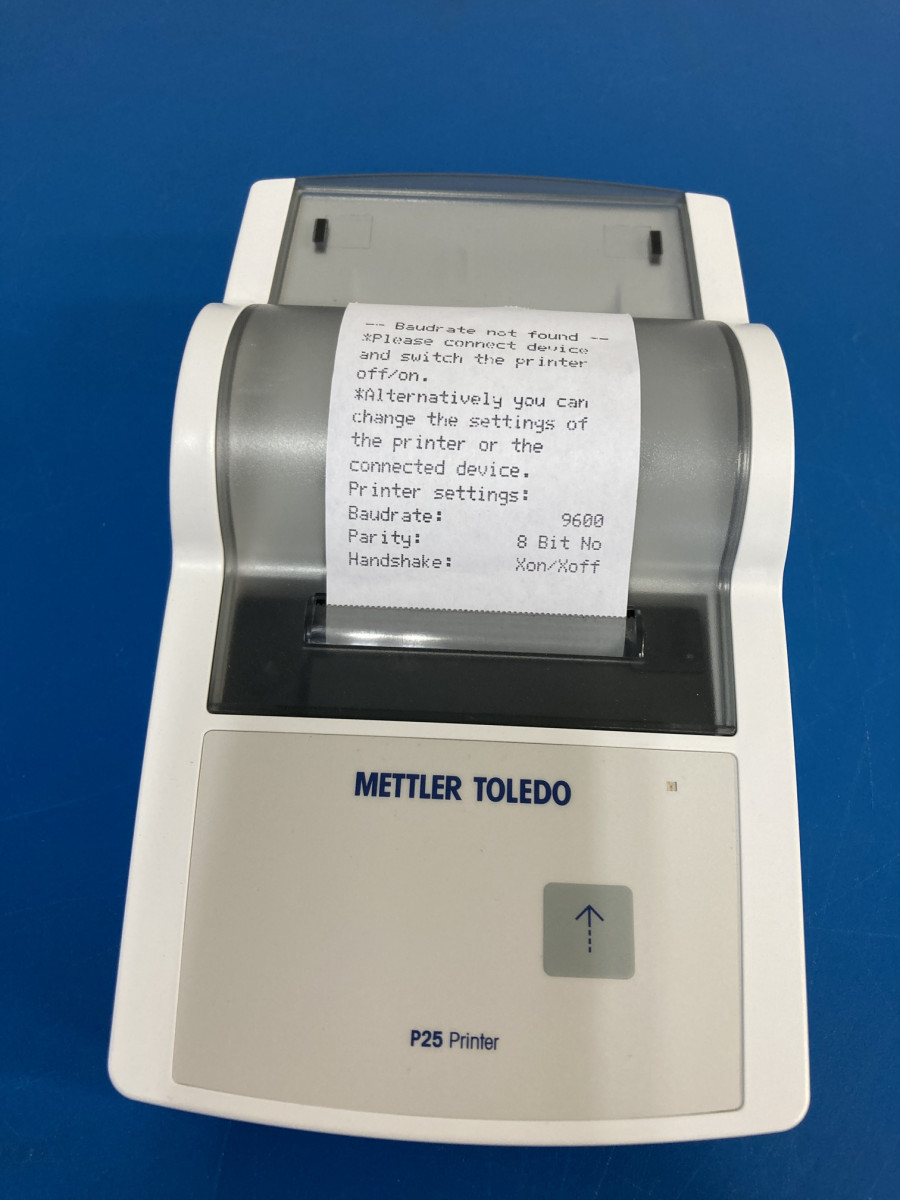 -- Baudrate not found --
*Please connect device
and switch the printer
off/on.
*Alternatively you can
change the settings of
the printer or the
connected device.
Printer settings:
Baudrate: 9600
Parity: 8 Bit No
Handshake: Xon/Xoff
METTLER TOLEDO
P25 Printer